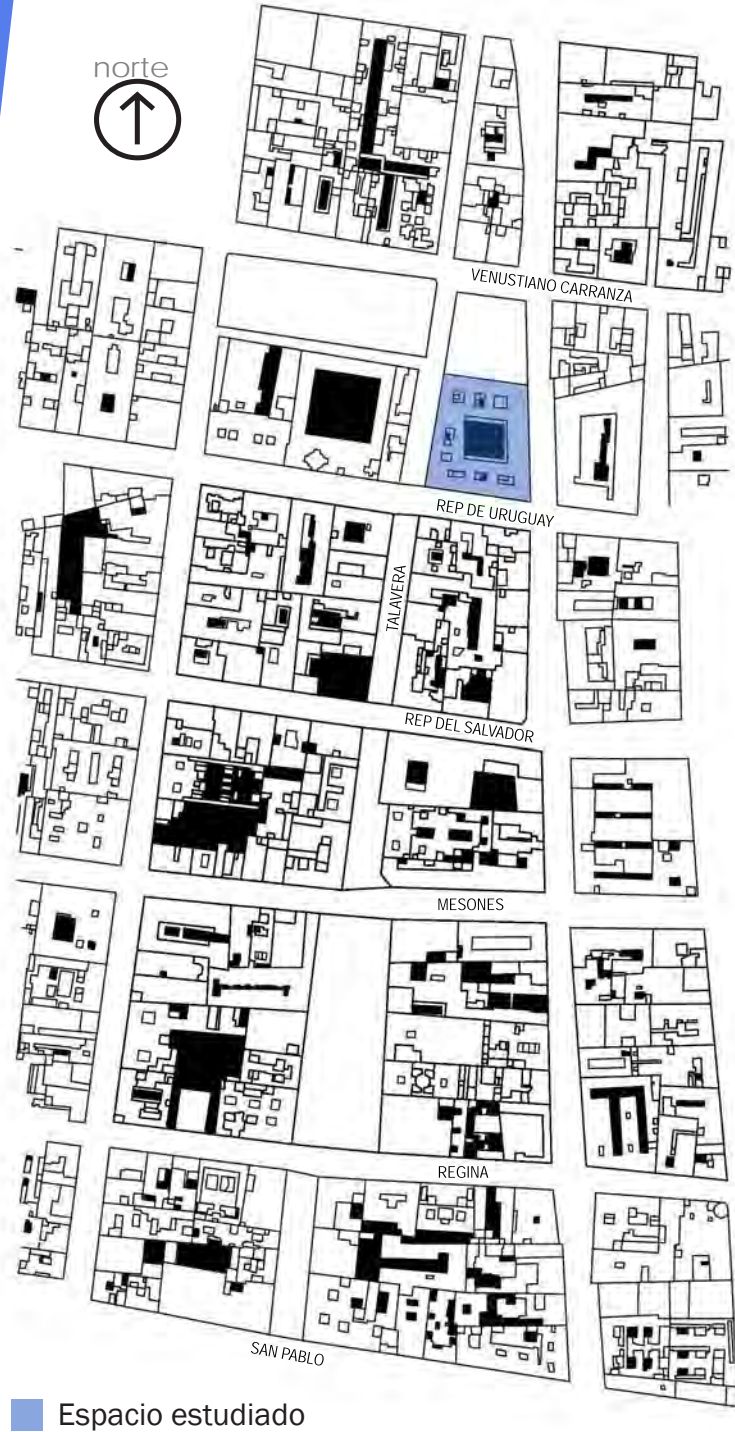 norte
VENUSTIANO CARRANZA
REP DE URUGUAY
TALAVERA
REP DEL SALVADOR
MESONES
REGINA
SAN PABLO
Espacio estudiado